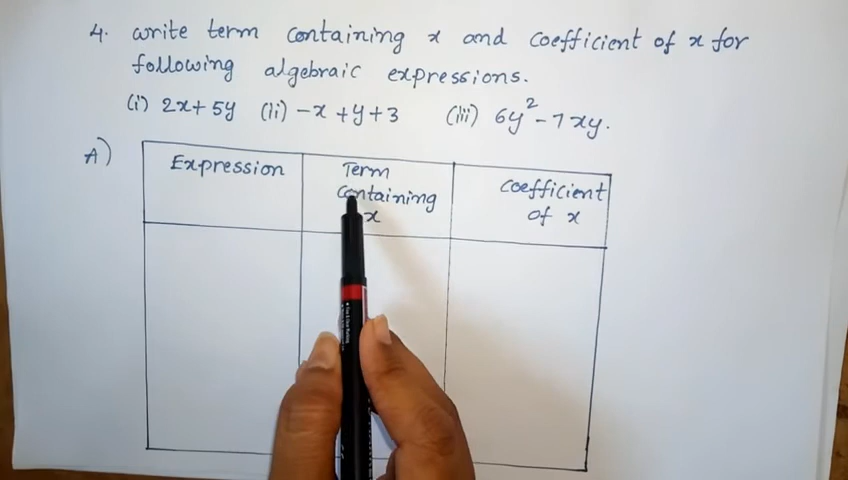 4. write term containing x and coefficient of x for
following algebraic expressions.
(i) 2x+5y (ii) -x+y+3 (iii) 6y²-7xy.
A)
Expression
Term
containing
x
coefficient
of x